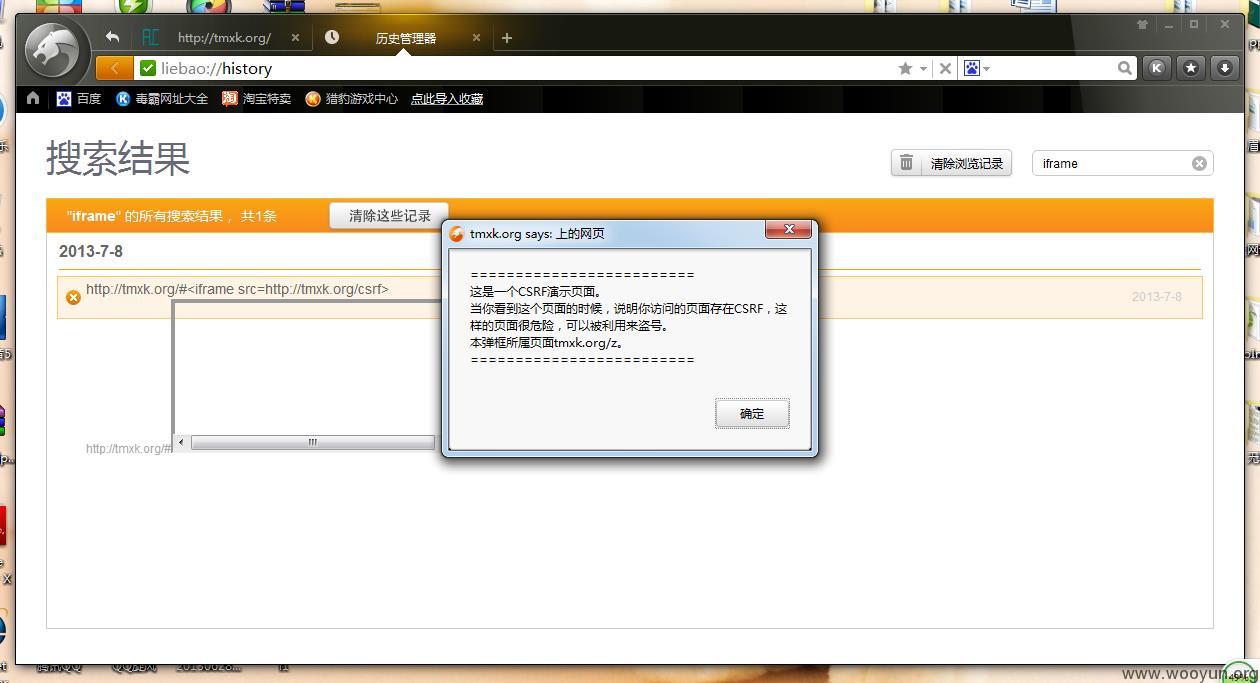 http://tmxk.org/
历史管理器
liebao://history
百度
毒霸网址大全
淘
淘宝特卖
猎豹游戏中心
点此导入收藏
搜索结果
清除浏览记录
iframe
"iframe" 的所有搜索结果， 共1条
清除这些记录
2013-7-8
http://tmxk.org/#<iframe src=http://tmxk.org/csrf>
2013-7-8
http://tmxk.org/#
tmxk.org says: 上的网页
=========================
这是一个CSRF演示页面。
当你看到这个页面的时候，说明你访问的页面存在CSRF，这
样的页面很危险，可以被利用来盗号。
本弹框所属页面tmxk.org/z。
=========================
确定
www.wooyun.org